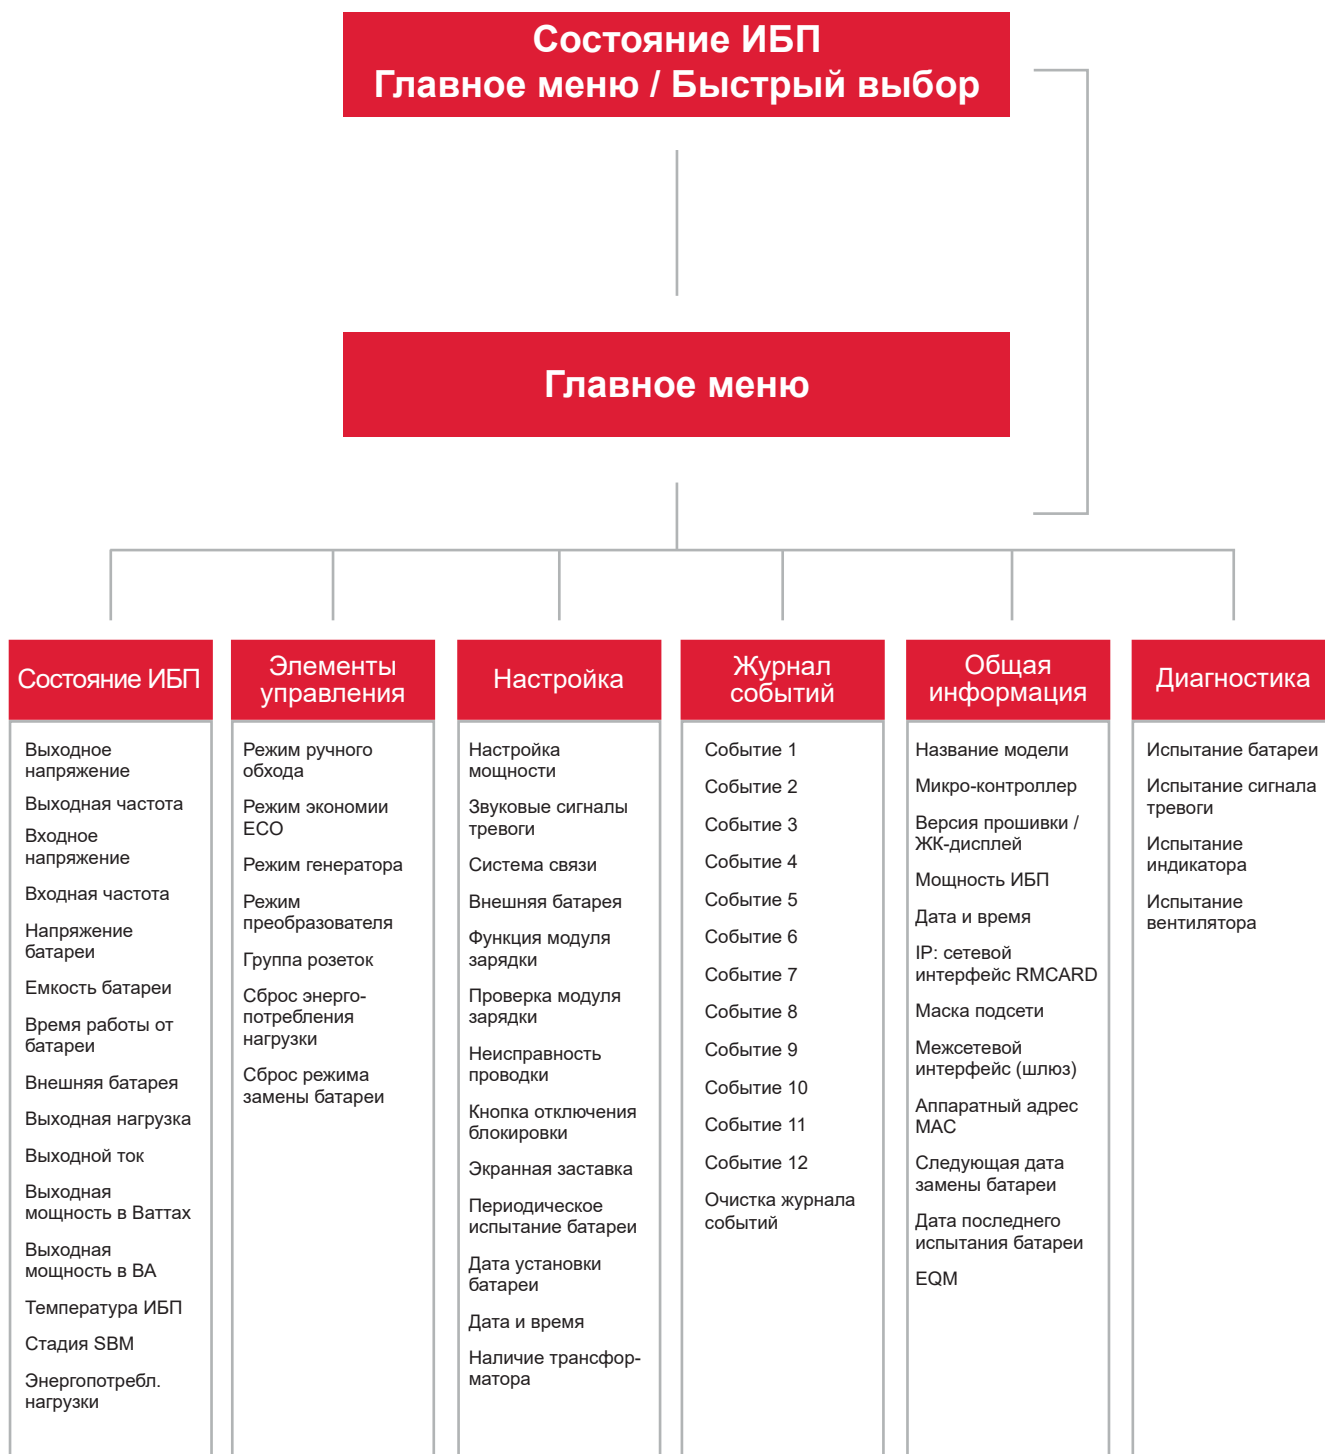 Состояние ИБП
Главное меню / Быстрый выбор
Главное меню
Состояние ИБП
Выходное
напряжение
Выходная частота
Входное
напряжение
Входная частота
Напряжение
батареи
Емкость батареи
Время работы от
батареи
Внешняя батарея
Выходная нагрузка
Выходной ток
Выходная
мощность в Ваттах
Выходная
мощность в ВА
Температура ИБП
Стадия SBM
Энергопотребл.
нагрузки
Элементы
управления
Режим ручного
обхода
Режим экономии
ECO
Режим генератора
Режим
преобразователя
Группа розеток
Сброс энерго-
потребления
нагрузки
Сброс режима
замены батареи
Настройка
Настройка
мощности
Звуковые сигналы
тревоги
Система связи
Внешняя батарея
Функция модуля
зарядки
Проверка модуля
зарядки
Неисправность
проводки
Кнопка отключения
блокировки
Экранная заставка
Периодическое
испытание батареи
Дата установки
батареи
Дата и время
Наличие трансфор-
матора
Журнал
событий
Событие 1
Событие 2
Событие 3
Событие 4
Событие 5
Событие 6
Событие 7
Событие 8
Событие 9
Событие 10
Событие 11
Событие 12
Очистка журнала
событий
Общая
информация
Название модели
Микро-контроллер
Версия прошивки /
ЖК-дисплей
Мощность ИБП
Дата и время
IP: сетевой
интерфейс RMCARD
Маска подсети
Межсетевой
интерфейс (шлюз)
Аппаратный адрес
MAC
Следующая дата
замены батареи
Дата последнего
испытания батареи
EQM
Диагностика
Испытание батареи
Испытание сигнала
тревоги
Испытание
индикатора
Испытание
вентилятора